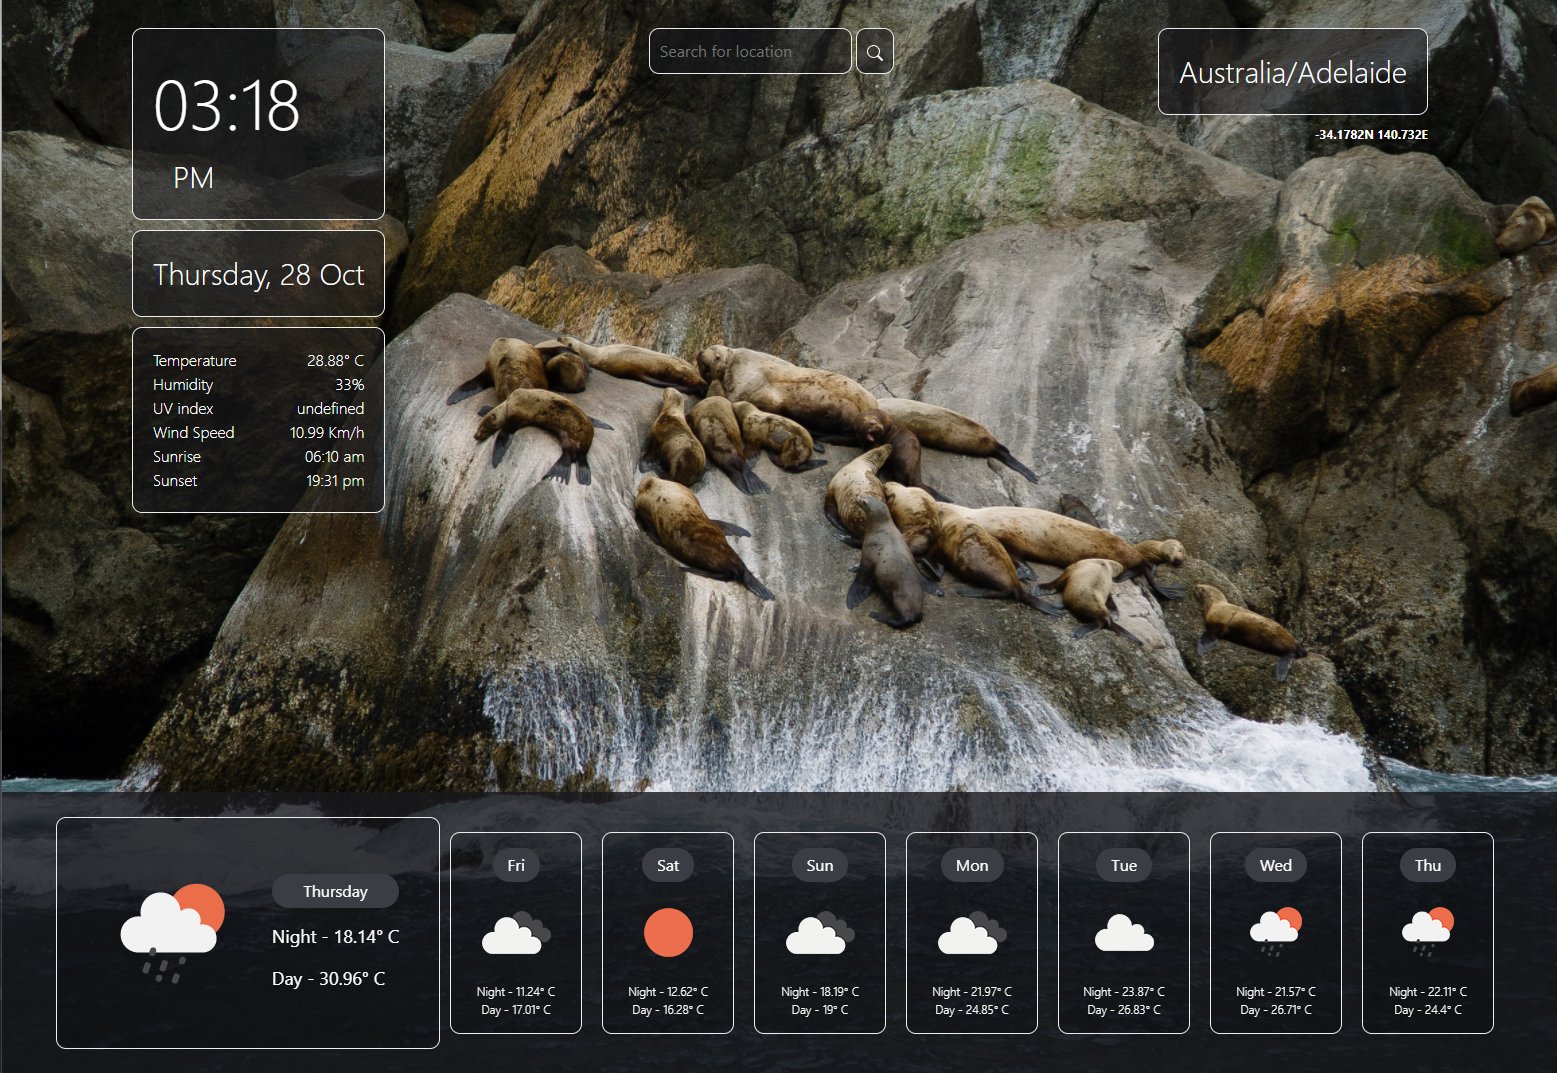 03:18
PM
Thursday, 28 Oct
Temperature 28.88° C
Humidity 33%
UV index undefined
Wind Speed 10.99 Km/h
Sunrise 06:10 am
Sunset 19:31 pm
Search for location
Australia/Adelaide
-34.1782N 140.732E
Thursday
Night - 18.14° C
Day - 30.96° C
Fri
Night - 11.24° C
Day - 17.01° C
Sat
Night - 12.62° C
Day - 16.28° C
Sun
Night - 18.19° C
Day - 19° C
Mon
Night - 21.97° C
Day - 24.85° C
Tue
Night - 23.87° C
Day - 26.83° C
Wed
Night - 21.57° C
Day - 26.71° C
Thu
Night - 22.11° C
Day - 24.4° C